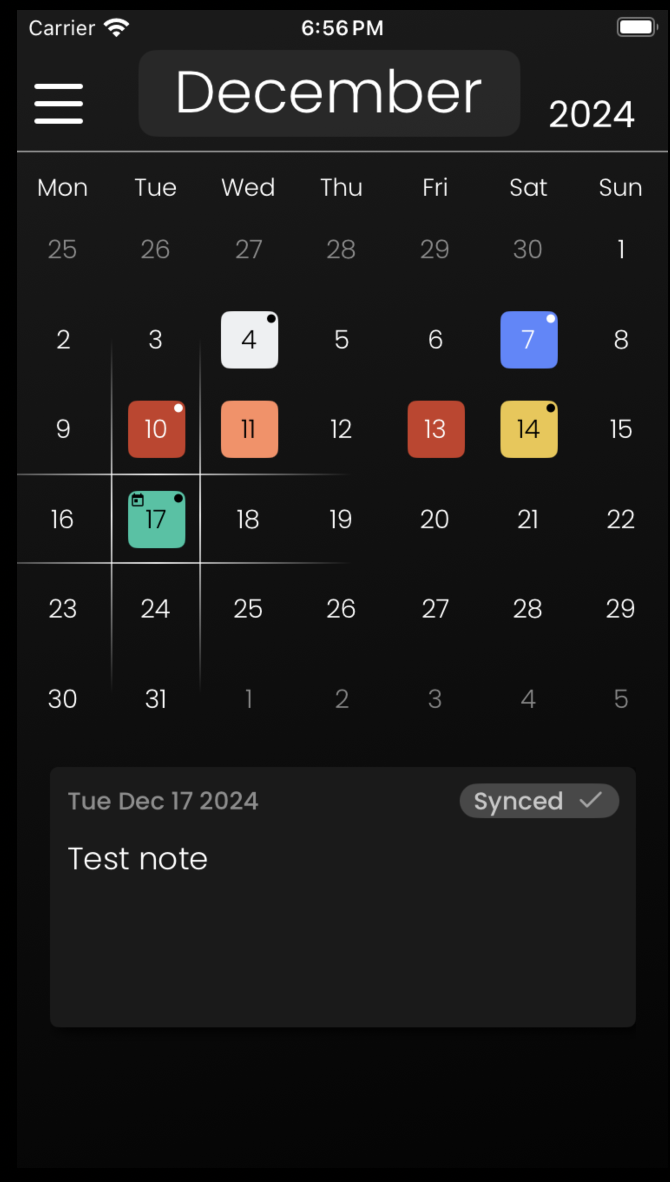 Carrier 6:56 PM
December 2024
Mon Tue Wed Thu Fri Sat Sun
25 26 27 28 29 30 1
2 3 4 5 6 7 8
9 10 11 12 13 14 15
16 17 18 19 20 21 22
23 24 25 26 27 28 29
30 31 1 2 3 4 5
Tue Dec 17 2024 Synced
Test note